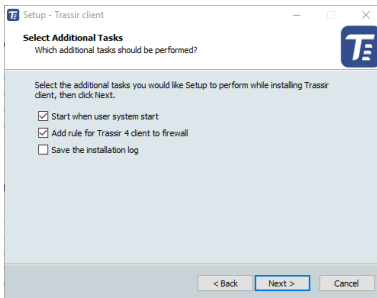 Setup - Trassir client
Select Additional Tasks
Which additional tasks should be performed?
Select the additional tasks you would like Setup to perform while installing Trassir
client, then click Next.
Start when user system start
Add rule for Trassir 4 client to firewall
Save the installation log
< Back
Next >
Cancel